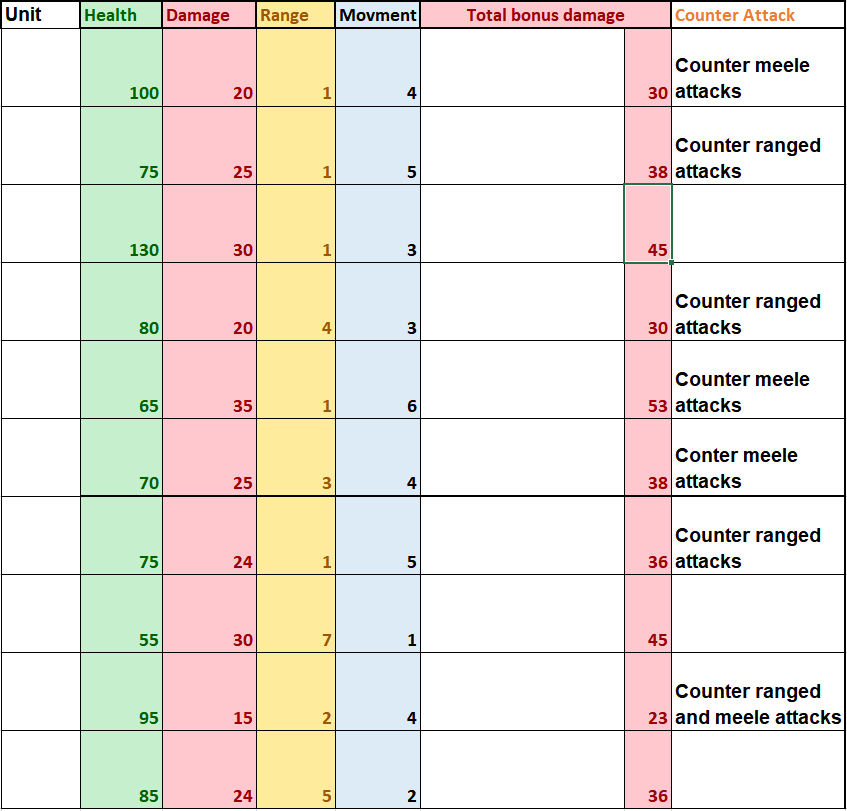 Unit Health Damage Range Movment Total bonus damage Counter Attack
Counter meele
100 20 1 4 30 attacks
Counter ranged
75 25 1 5 38 attacks
130 30 1 3 45
Counter ranged
80 20 4 3 30 attacks
Counter meele
65 35 1 6 53 attacks
Conter meele
70 25 3 4 38 attacks
Counter ranged
75 24 1 5 36 attacks
55 30 7 1 45
Counter ranged
95 15 2 4 23 and meele attacks
85 24 5 2 36